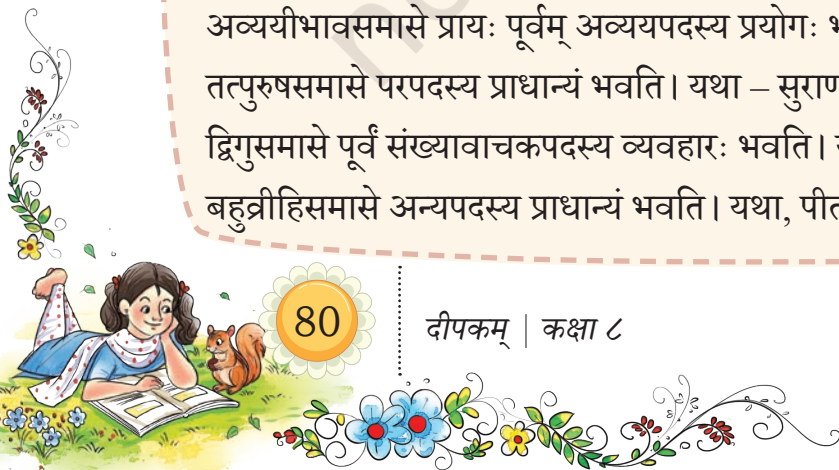 अव्ययीभावसमासे प्रायः पूर्वम् अव्ययपदस्य प्रयोगः
तत्पुरुषसमासे परपदस्य प्राधान्यं भवति। यथा –
द्विगुसमासे पूर्वं संख्यावाचकपदस्य व्यवहारः भवति।
बहुव्रीहिसमासे अन्यपदस्य प्राधान्यं भवति। यथा,
80
दीपकम् | कक्षा ८